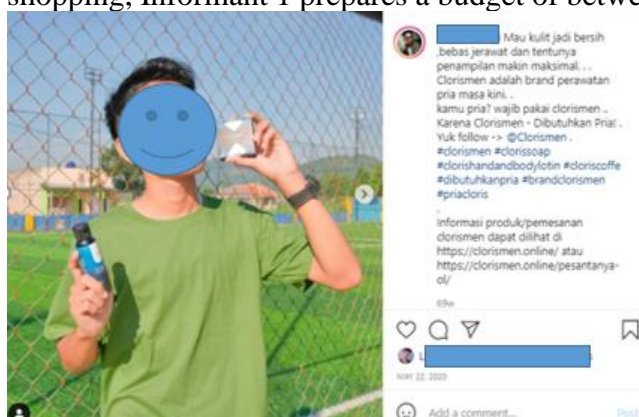 shopping, Informant 1 prepares a budget of betwe
Mau kulit jadi bersih
,bebas jerawat dan tentunya
penampilan makin maksimal. . .
Clorismen adalah brand perawatan
pria masa kini. .
kamu pria? wajib pakai clorismen ..
Karena Clorismen - Dibutuhkan Pria! .
Yuk follow -> @Clorismen .
#clorismen #clorissoap
#clorishandandbodylotin #cloriscoffe
#dibutuhkanpria #brandclorismen
#priacloris
.
Informasi produk/pemesanan
clorismen dapat dilihat di
https://clorismen.online/ atau
https://clorismen.online/pesantanya-
ol/
69w
MAY 22, 2020
Add a comment...
Post